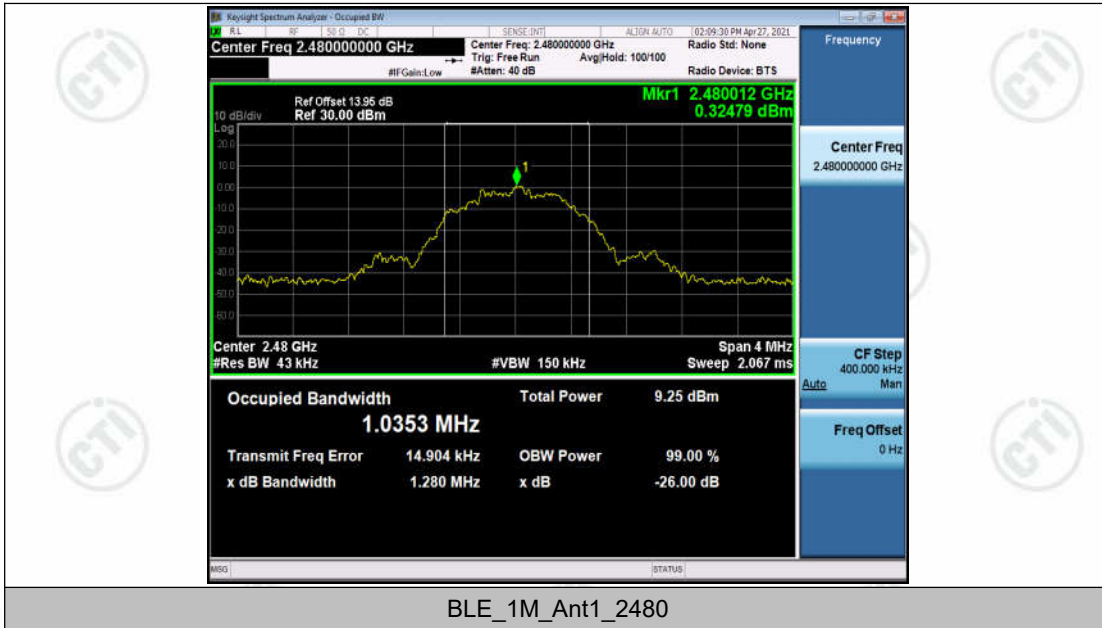 Keysight Spectrum Analyzer - Occupied BW
RL RF 50 Ω DC SENSE:INT ALIGN AUTO 02:09:30 PM Apr 27, 2021
Center Freq 2.480000000 GHz
Center Freq: 2.480000000 GHz Radio Std: None
Trig: Free Run Avg|Hold: 100/100
#IFGain:Low #Atten: 40 dB Radio Device: BTS
Frequency
Mkr1 2.480012 GHz
0.32479 dBm
Ref Offset 13.95 dB
10 dB/div Ref 30.00 dBm
Log
20.0
10.0
0.00
-10.0
-20.0
-30.0
-40.0
-50.0
-60.0
1
Center 2.48 GHz Span 4 MHz
#Res BW 43 kHz #VBW 150 kHz Sweep 2.067 ms
Center Freq
2.480000000 GHz
CF Step
400.000 kHz
Auto Man
Freq Offset
0 Hz
Occupied Bandwidth Total Power 9.25 dBm
1.0353 MHz
Transmit Freq Error 14.904 kHz OBW Power 99.00 %
x dB Bandwidth 1.280 MHz x dB -26.00 dB
MSG STATUS
CTI
CTI
CTI
CTI
BLE_1M_Ant1_2480